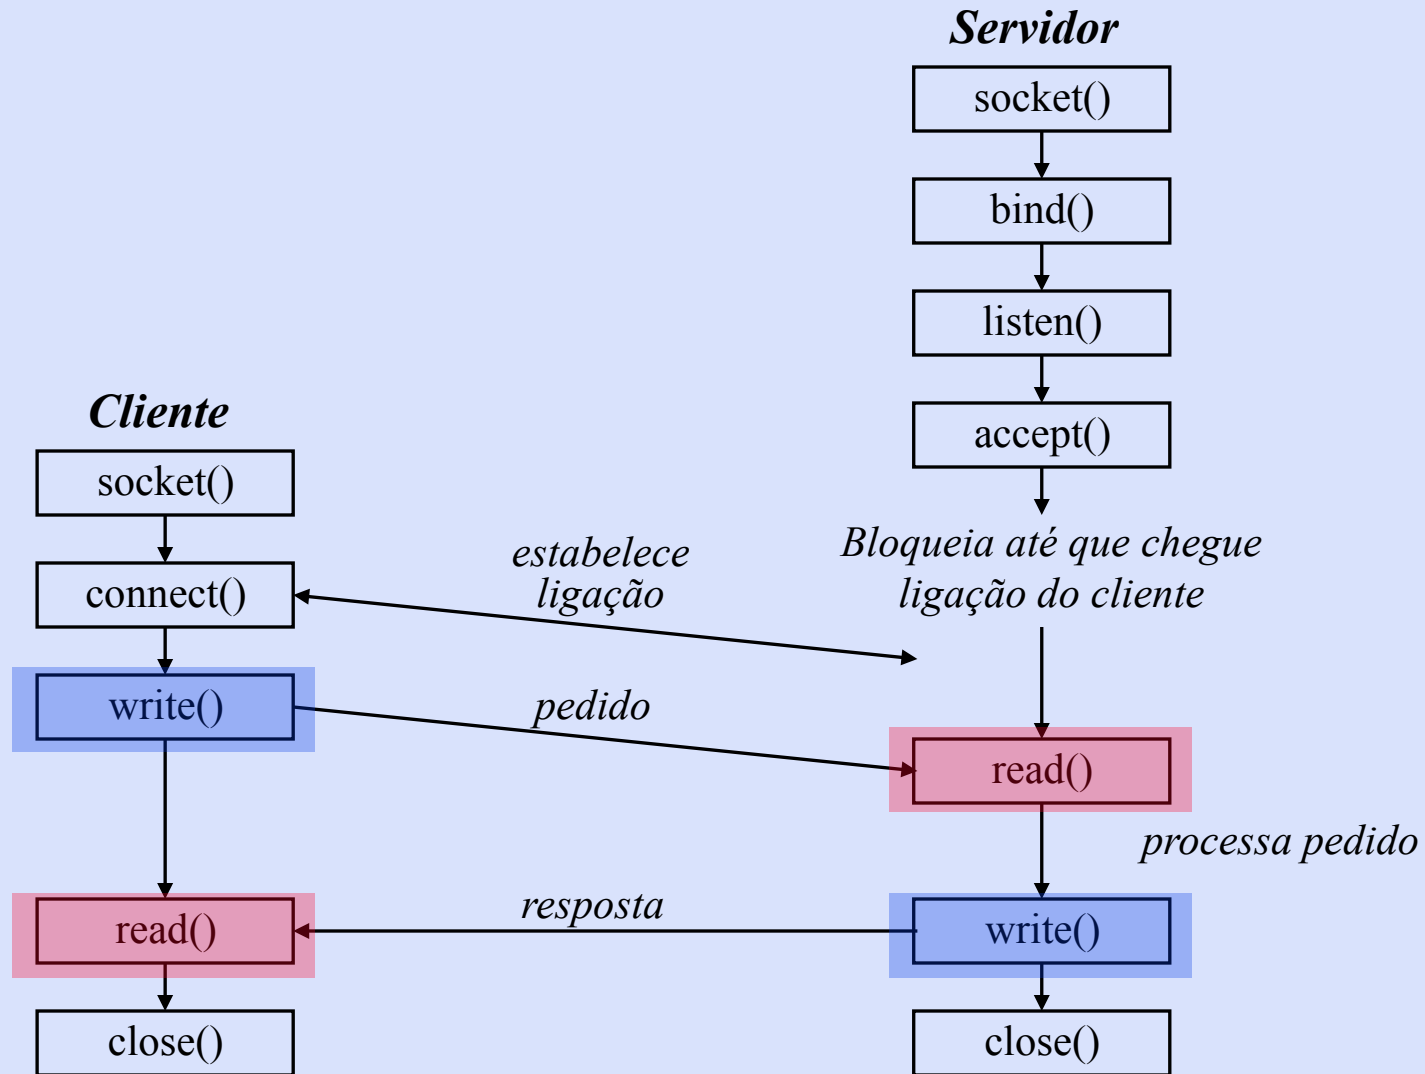 Servidor
socket()
bind()
listen()
accept()
Bloqueia até que chegue
ligação do cliente
read()
processa pedido
write()
close()
Cliente
socket()
connect()
write()
read()
close()
estabelece
ligação
pedido
resposta